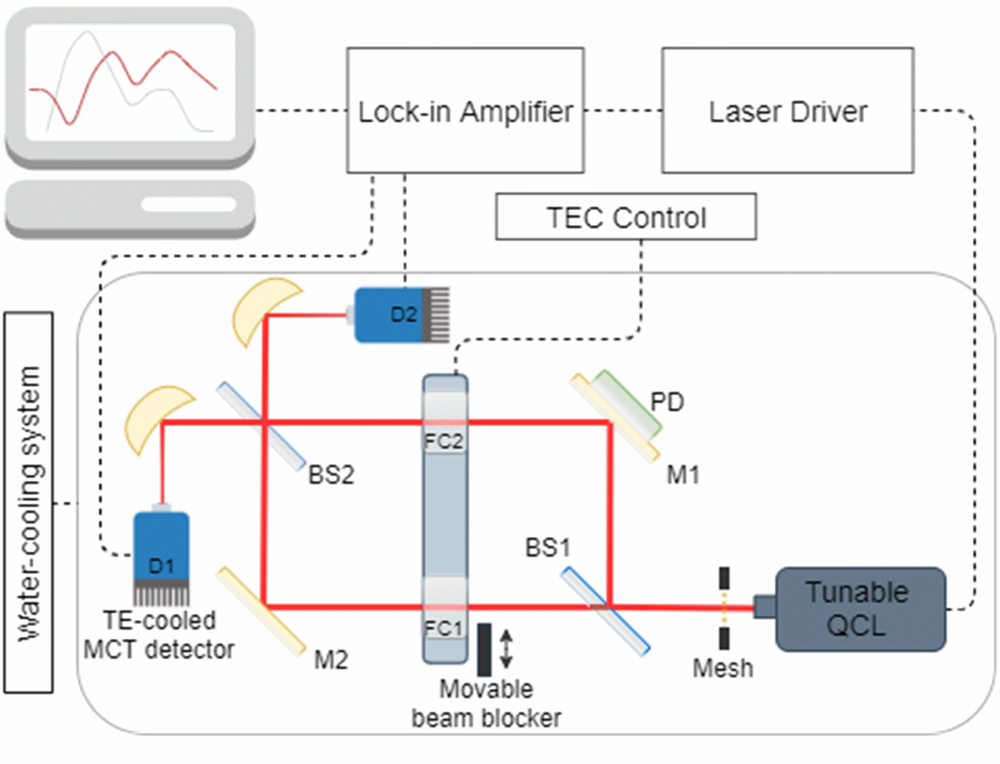 Lock-in Amplifier
Laser Driver
TEC Control
D2
Water-cooling system
PD
FC2
BS2
M1
BS1
D1
Tunable
QCL
TE-cooled
MCT detector
FC1
M2
Mesh
Movable
beam blocker